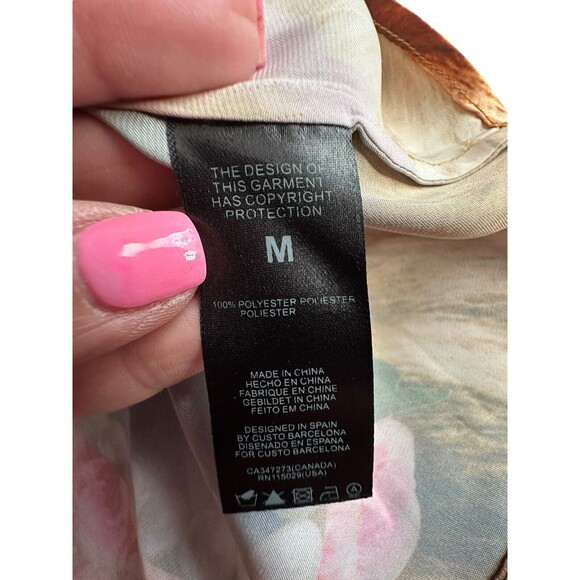 THE DESIGN OF
THIS GARMENT
HAS COPYRIGHT
PROTECTION
M
100% POLYESTER POLIESTER
POLIESTER
MADE IN CHINA
HECHO EN CHINA
FABRIQUE EN CHINE
GEBILDET IN CHINA
FEITO EM CHINA
DESIGNED IN SPAIN
BY CUSTO BARCELONA
DISENADO EN ESPANA
FOR CUSTO BARCELONA
CA347273(CANADA)
RN115029(USA)
A